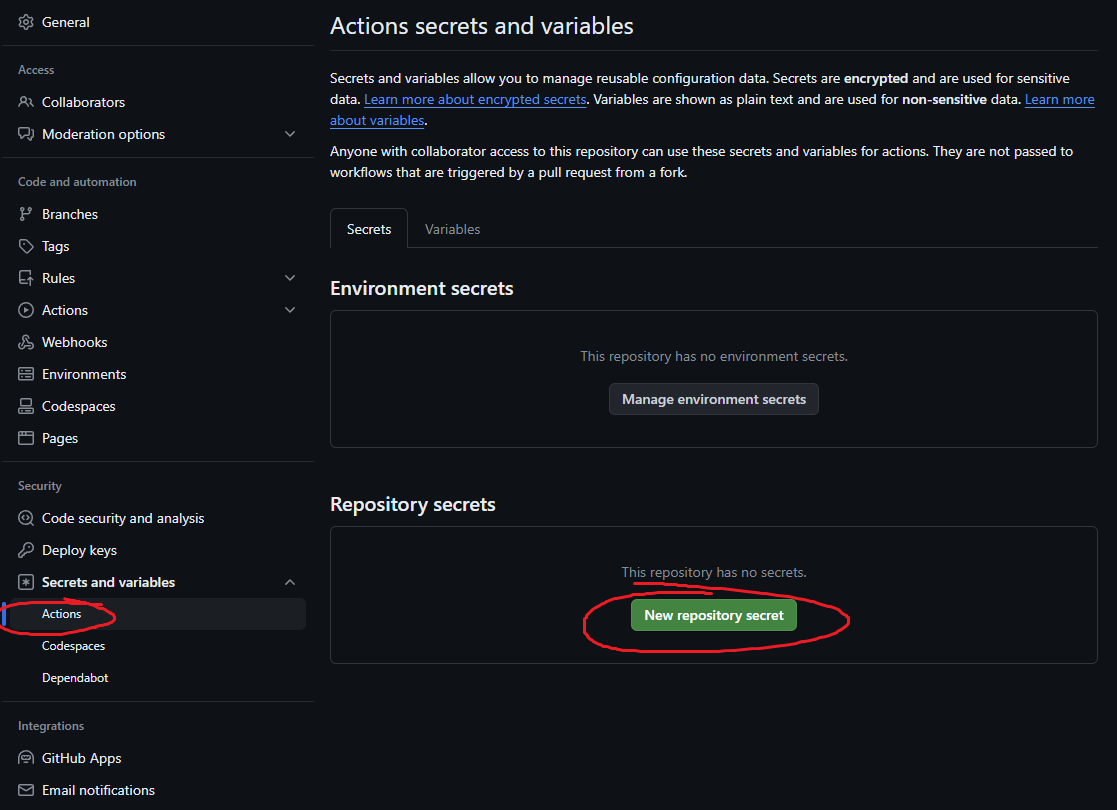 General
Access
Collaborators
Moderation options
Code and automation
Branches
Tags
Rules
Actions
Webhooks
Environments
Codespaces
Pages
Security
Code security and analysis
Deploy keys
Secrets and variables
Actions
Codespaces
Dependabot
Integrations
GitHub Apps
Email notifications
Actions secrets and variables
Secrets and variables allow you to manage reusable configuration data. Secrets are encrypted and are used for sensitive
data. Learn more about encrypted secrets. Variables are shown as plain text and are used for non-sensitive data. Learn more
about variables.
Anyone with collaborator access to this repository can use these secrets and variables for actions. They are not passed to
workflows that are triggered by a pull request from a fork.
Secrets Variables
Environment secrets
This repository has no environment secrets.
Manage environment secrets
Repository secrets
This repository has no secrets.
New repository secret